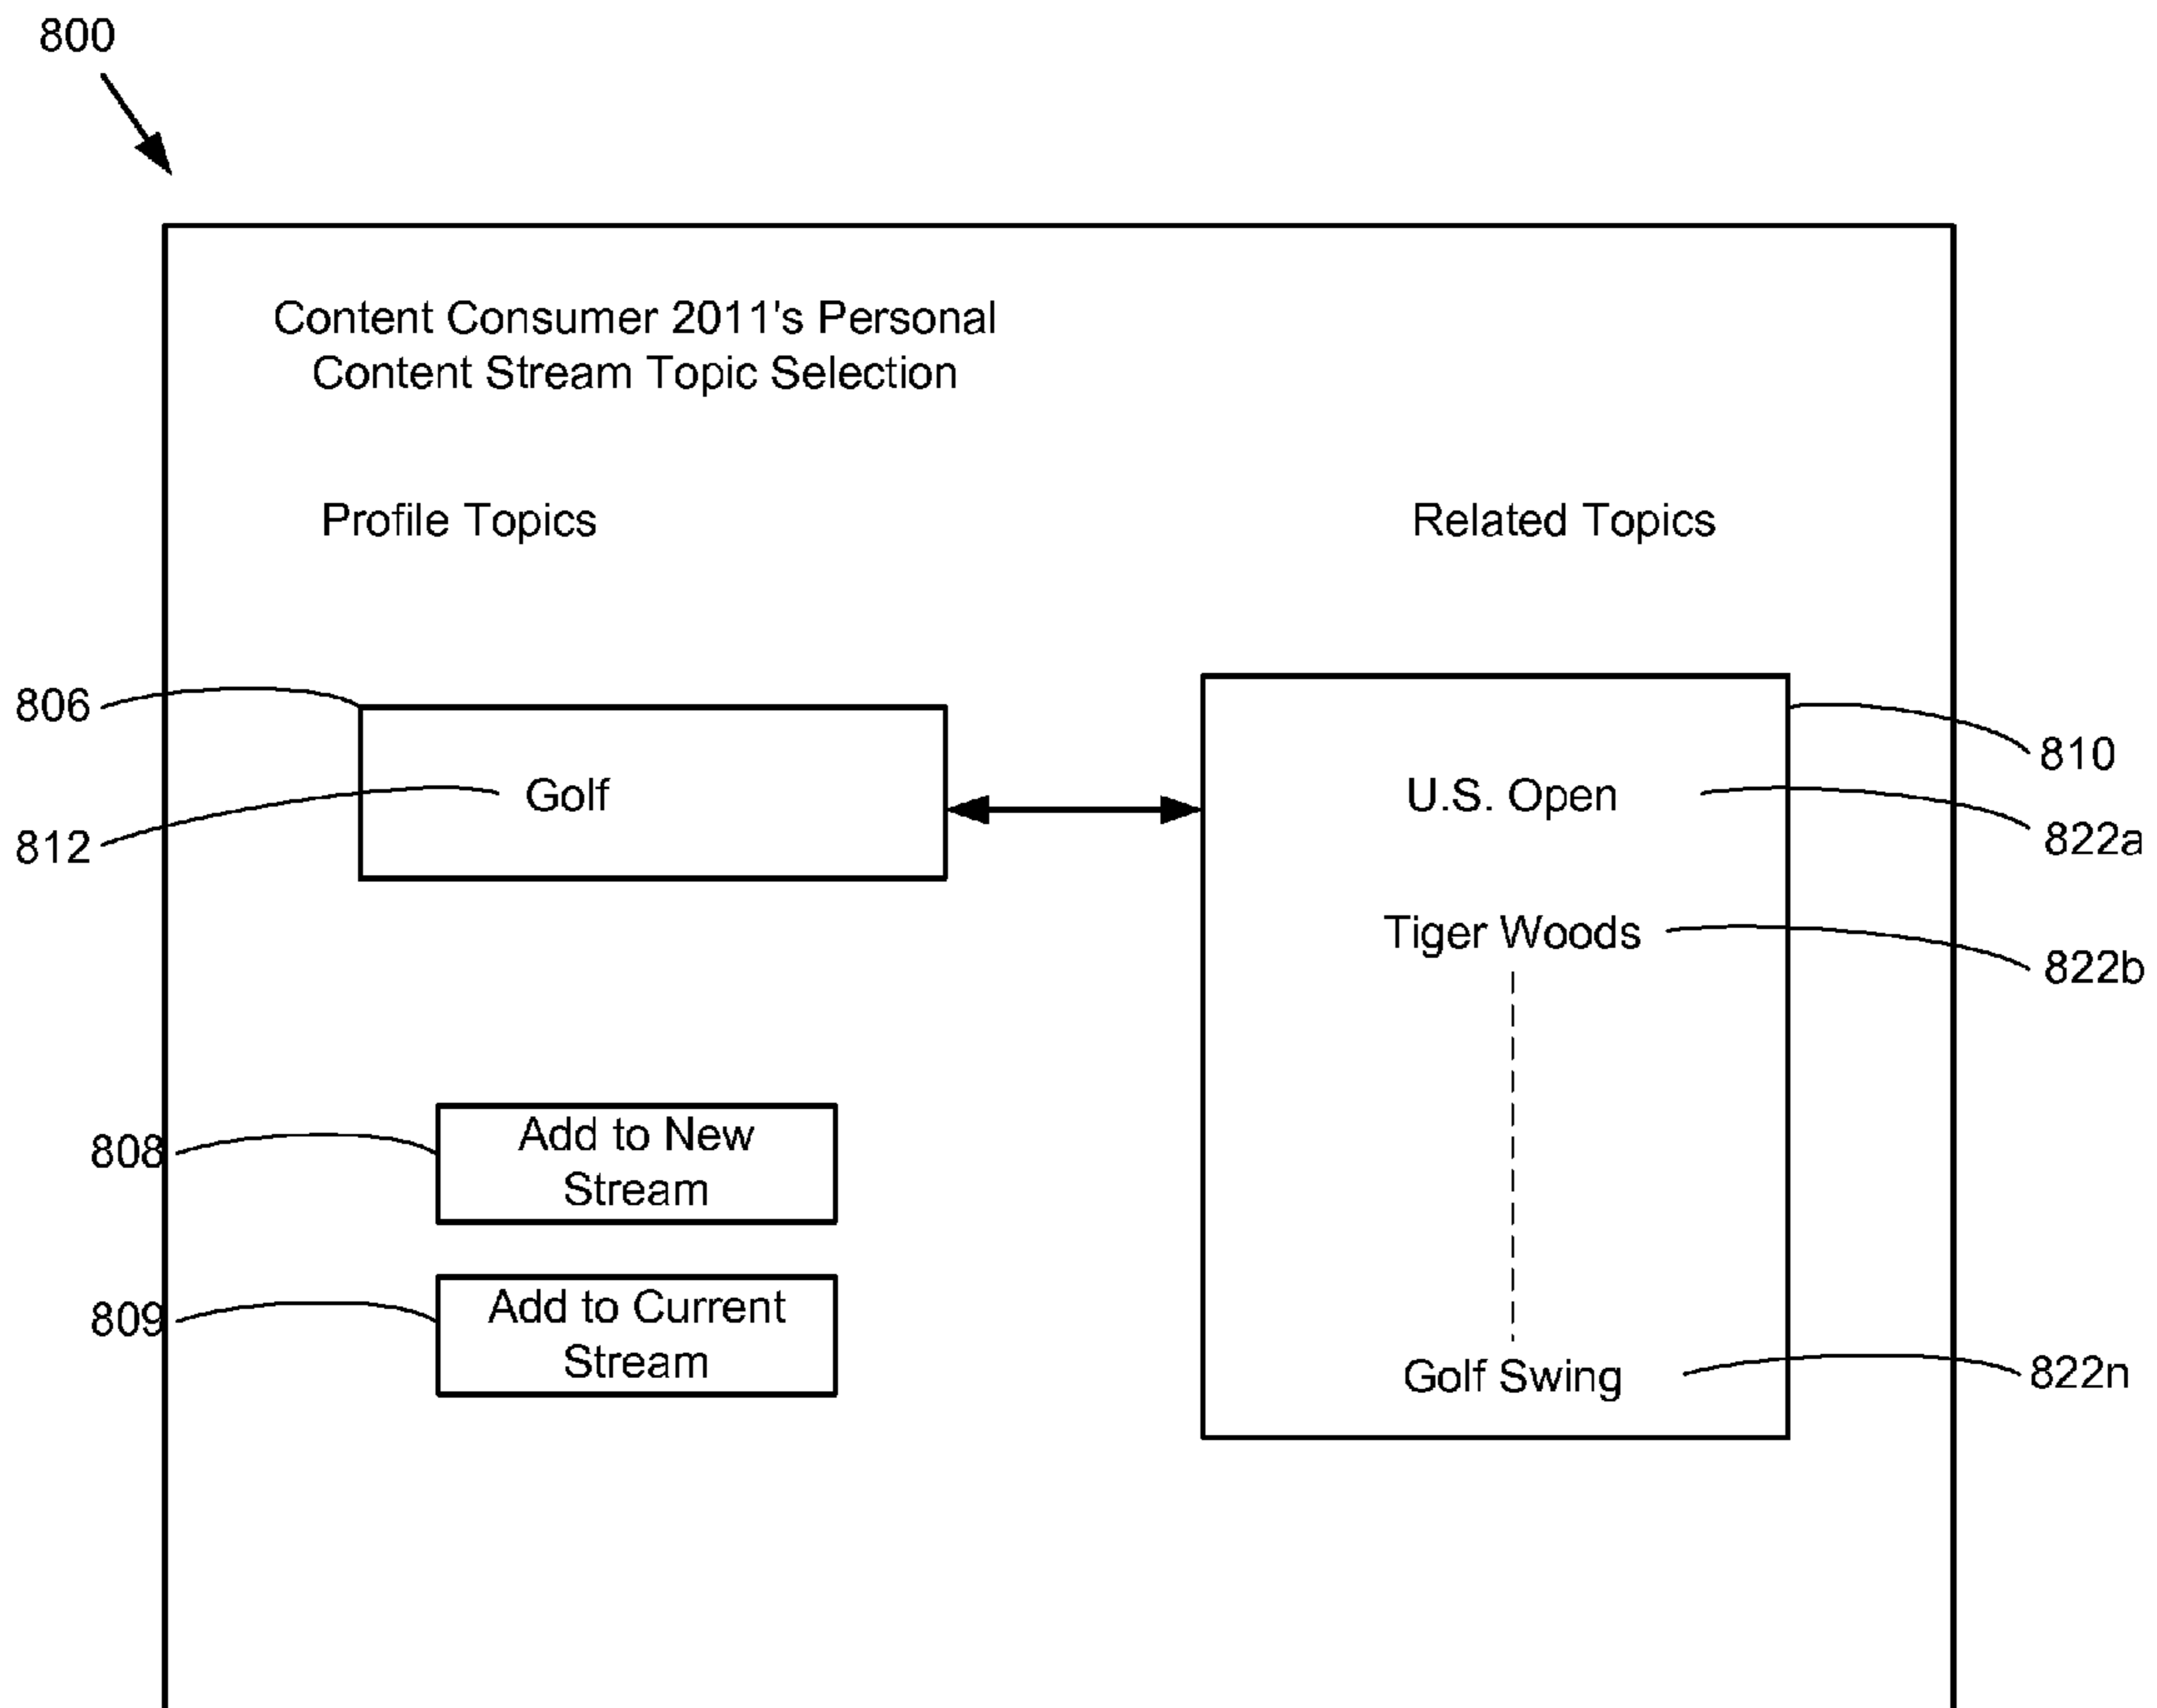 800
Content Consumer 2011's Personal
Content Stream Topic Selection
Profile Topics
Related Topics
806
810
Golf
U.S. Open
812
822a
Tiger Woods
822b
808
Add to New
Stream
809
Add to Current
Stream
Golf Swing
822n